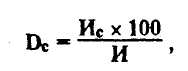 Dс = Ис × 100 / И ,